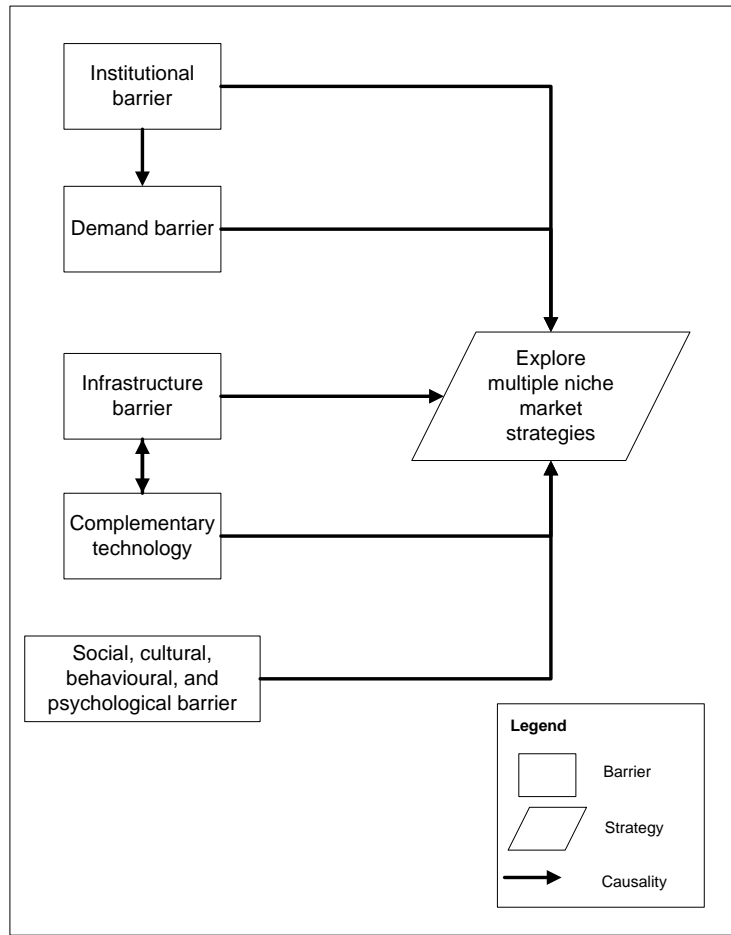 Institutional
barrier
Demand barrier
Infrastructure
barrier
Explore
multiple niche
market
strategies
Complementary
technology
Social, cultural,
behavioural, and
psychological barrier
Legend
Barrier
Strategy
Causality